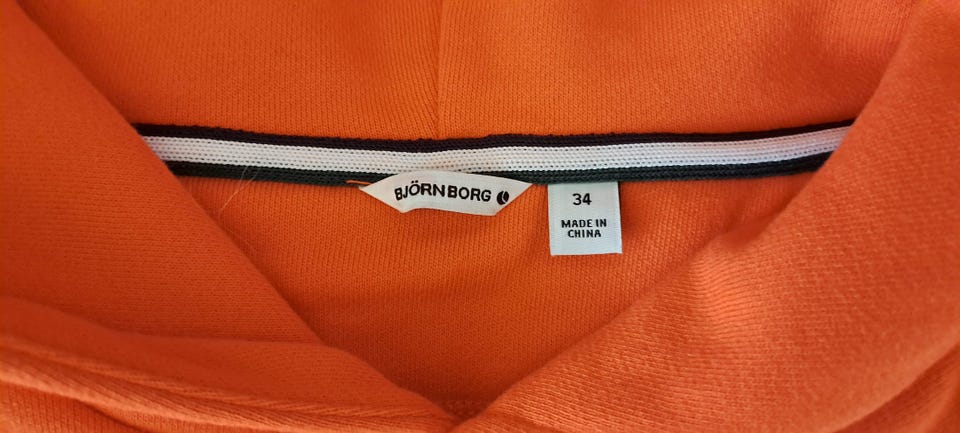 BJÖRN BORG
34
MADE IN
CHINA